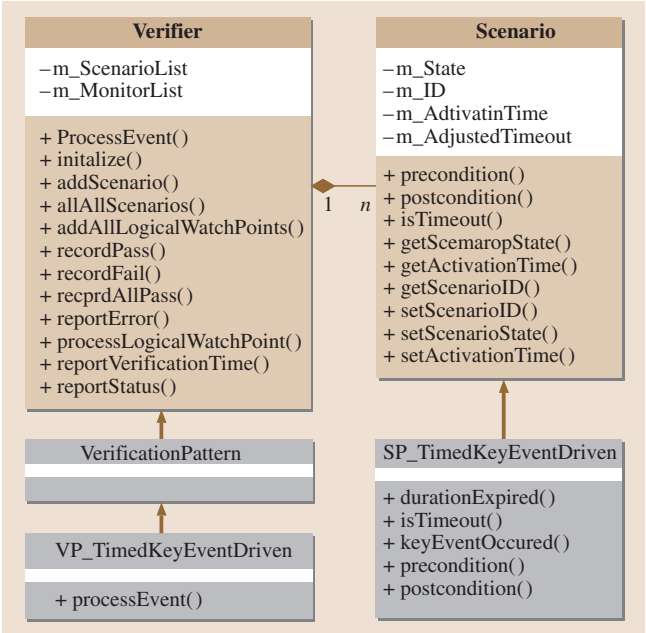 Verifier
–m_ScenarioList
–m_MonitorList
+ ProcessEvent()
+ initalize()
+ addScenario()
+ allAllScenarios()
+ addAllLogicalWatchPoints()
+ recordPass()
+ recordFail()
+ recprdAllPass()
+ reportError()
+ processLogicalWatchPoint()
+ reportVerificationTime()
+ reportStatus()
1 n
Scenario
–m_State
–m_ID
–m_AdtivatinTime
–m_AdjustedTimeout
+ precondition()
+ postcondition()
+ isTimeout()
+ getScemaropState()
+ getActivationTime()
+ getScenarioID()
+ setScenarioID()
+ setScenarioState()
+ setActivationTime()
VerificationPattern
VP_TimedKeyEventDriven
+ processEvent()
SP_TimedKeyEventDriven
+ durationExpired()
+ isTimeout()
+ keyEventOccured()
+ precondition()
+ postcondition()